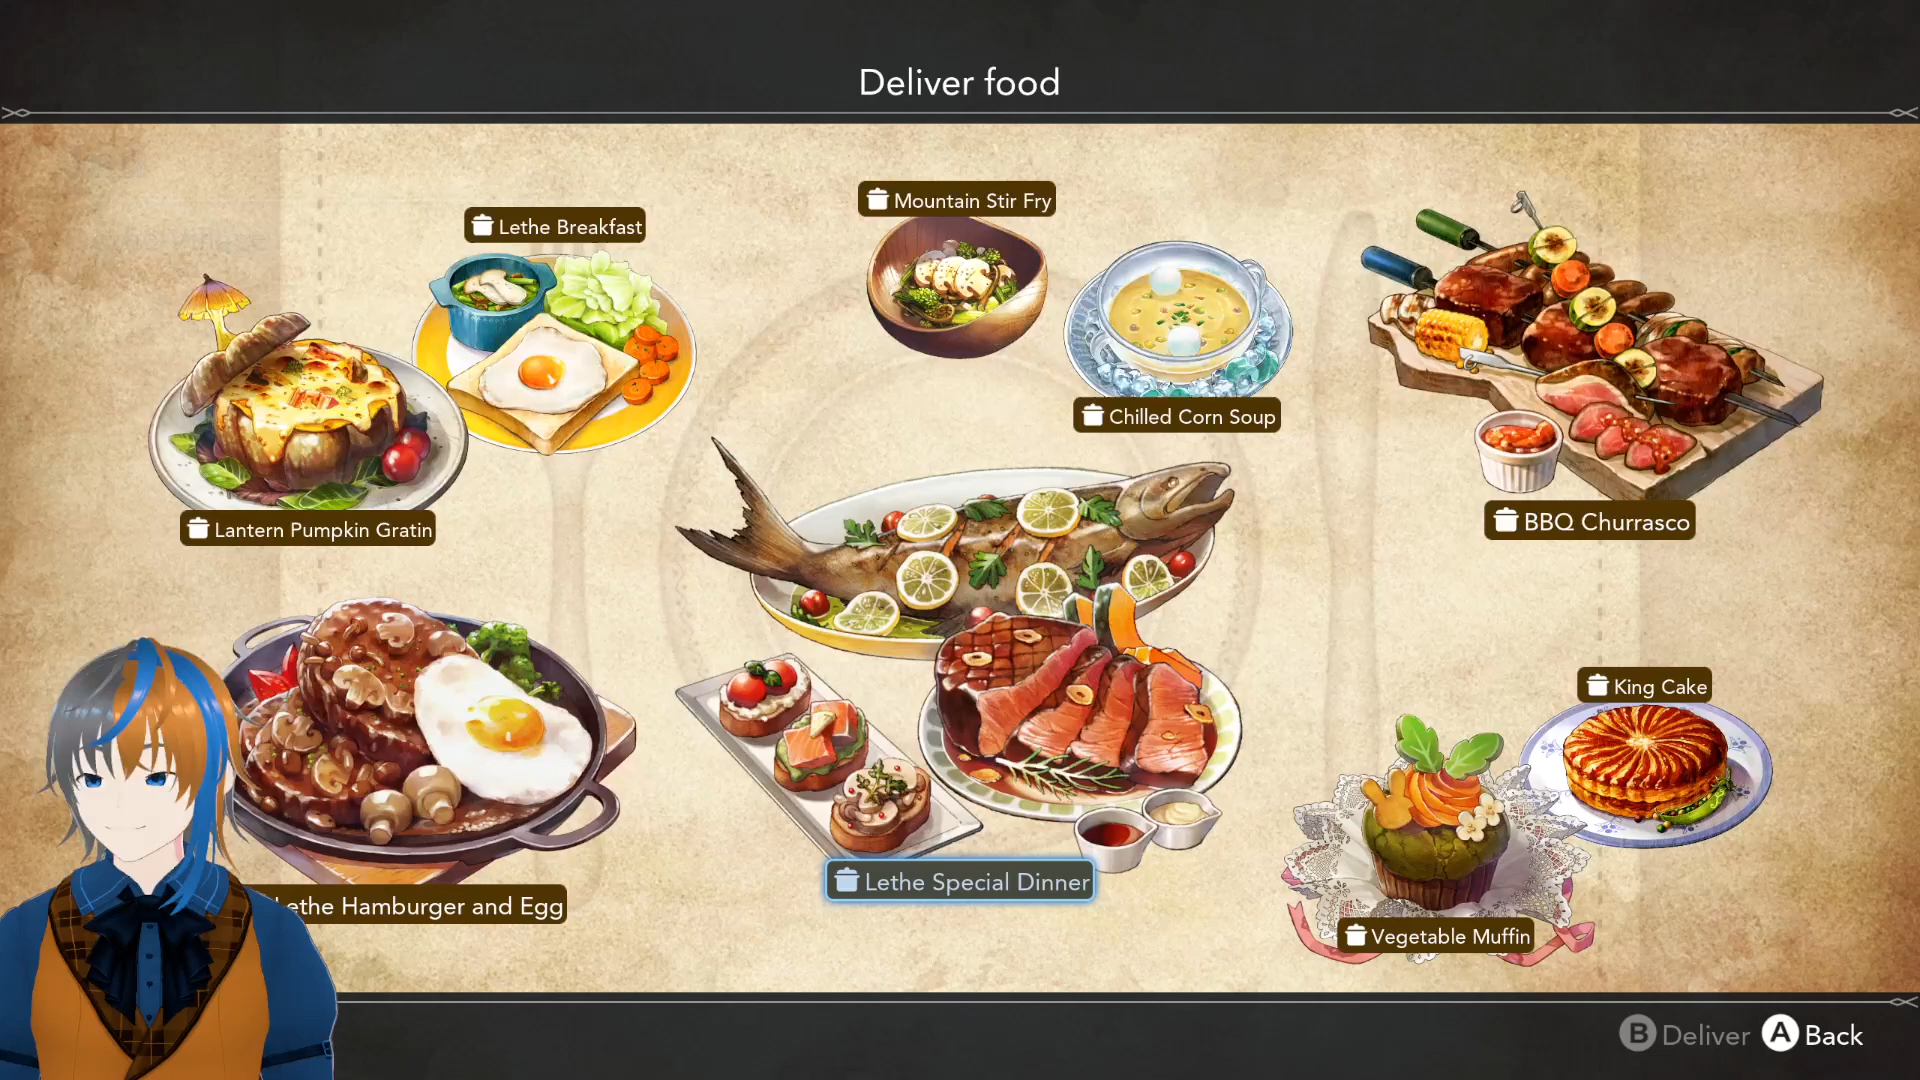 Deliver food
Mountain Stir Fry
Lethe Breakfast
Chilled Corn Soup
BBQ Churrasco
Lantern Pumpkin Gratin
King Cake
Lethe Special Dinner
Lethe Hamburger and Egg
Vegetable Muffin
B Deliver A Back